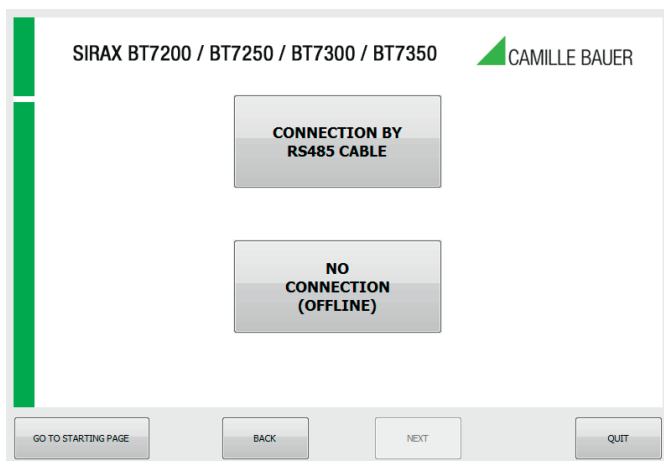 SIRAX BT7200 / BT7250 / BT7300 / BT7350
CAMILLE BAUER
CONNECTION BY
RS485 CABLE
NO
CONNECTION
(OFFLINE)
GO TO STARTING PAGE
BACK
NEXT
QUIT